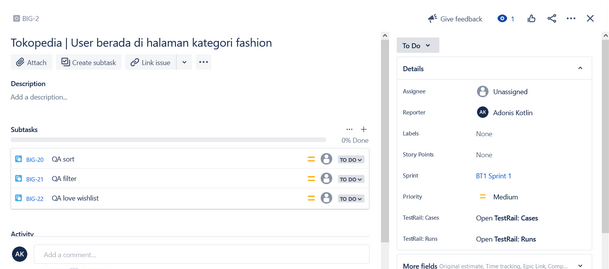 BIG-2
Give feedback
1
Tokopedia | User berada di halaman kategori fashion
Attach
Create subtask
Link issue
Description
Add a description...
Subtasks
0% Done
BIG-20 QA sort TO DO
BIG-21 QA filter TO DO
BIG-22 QA love wishlist TO DO
Activity
AK Add a comment...
To Do
Details
Assignee Unassigned
Reporter AK Adonis Kotlin
Labels None
Story Points None
Sprint BT1 Sprint 1
Priority Medium
TestRail: Cases Open TestRail: Cases
TestRail: Runs Open TestRail: Runs
More fields Original estimate, Time tracking, Epic Link, Comp...